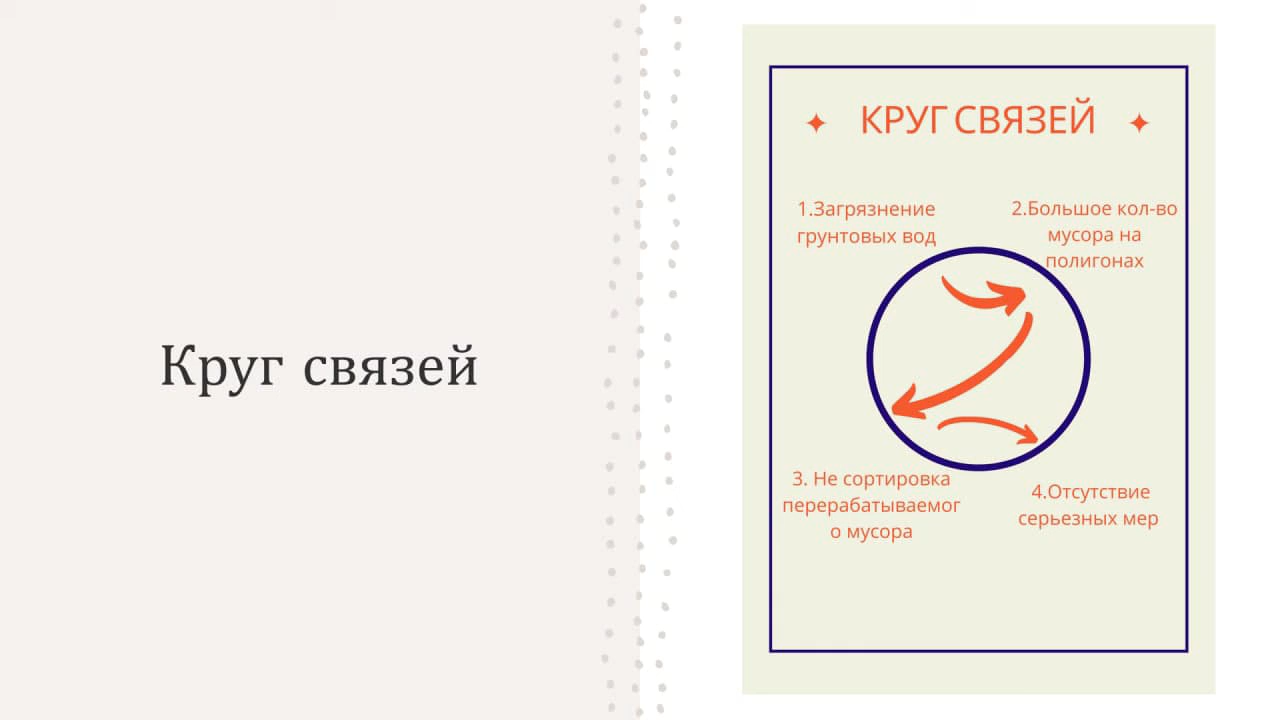 Круг связей
КРУГ СВЯЗЕЙ
1.Загрязнение
грунтовых вод
2.Большое кол-во
мусора на
полигонах
3. Не сортировка
перерабатываемог
о мусора
4.Отсутствие
серьезных мер